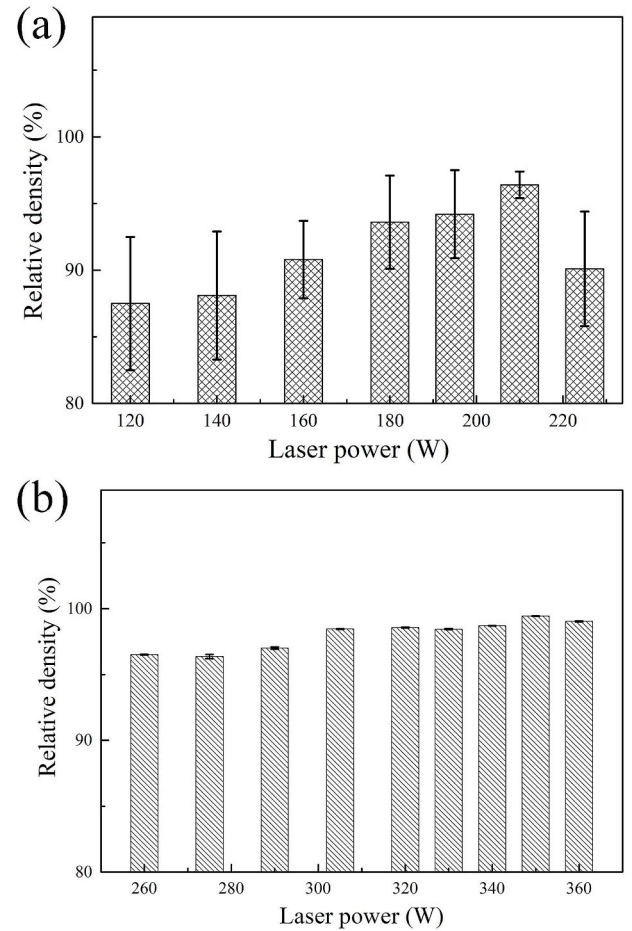 (a)
Relative density (%)
100
90
80
120 140 160 180 200 220
Laser power (W)
(b)
Relative density (%)
100
90
80
260 280 300 320 340 360
Laser power (W)